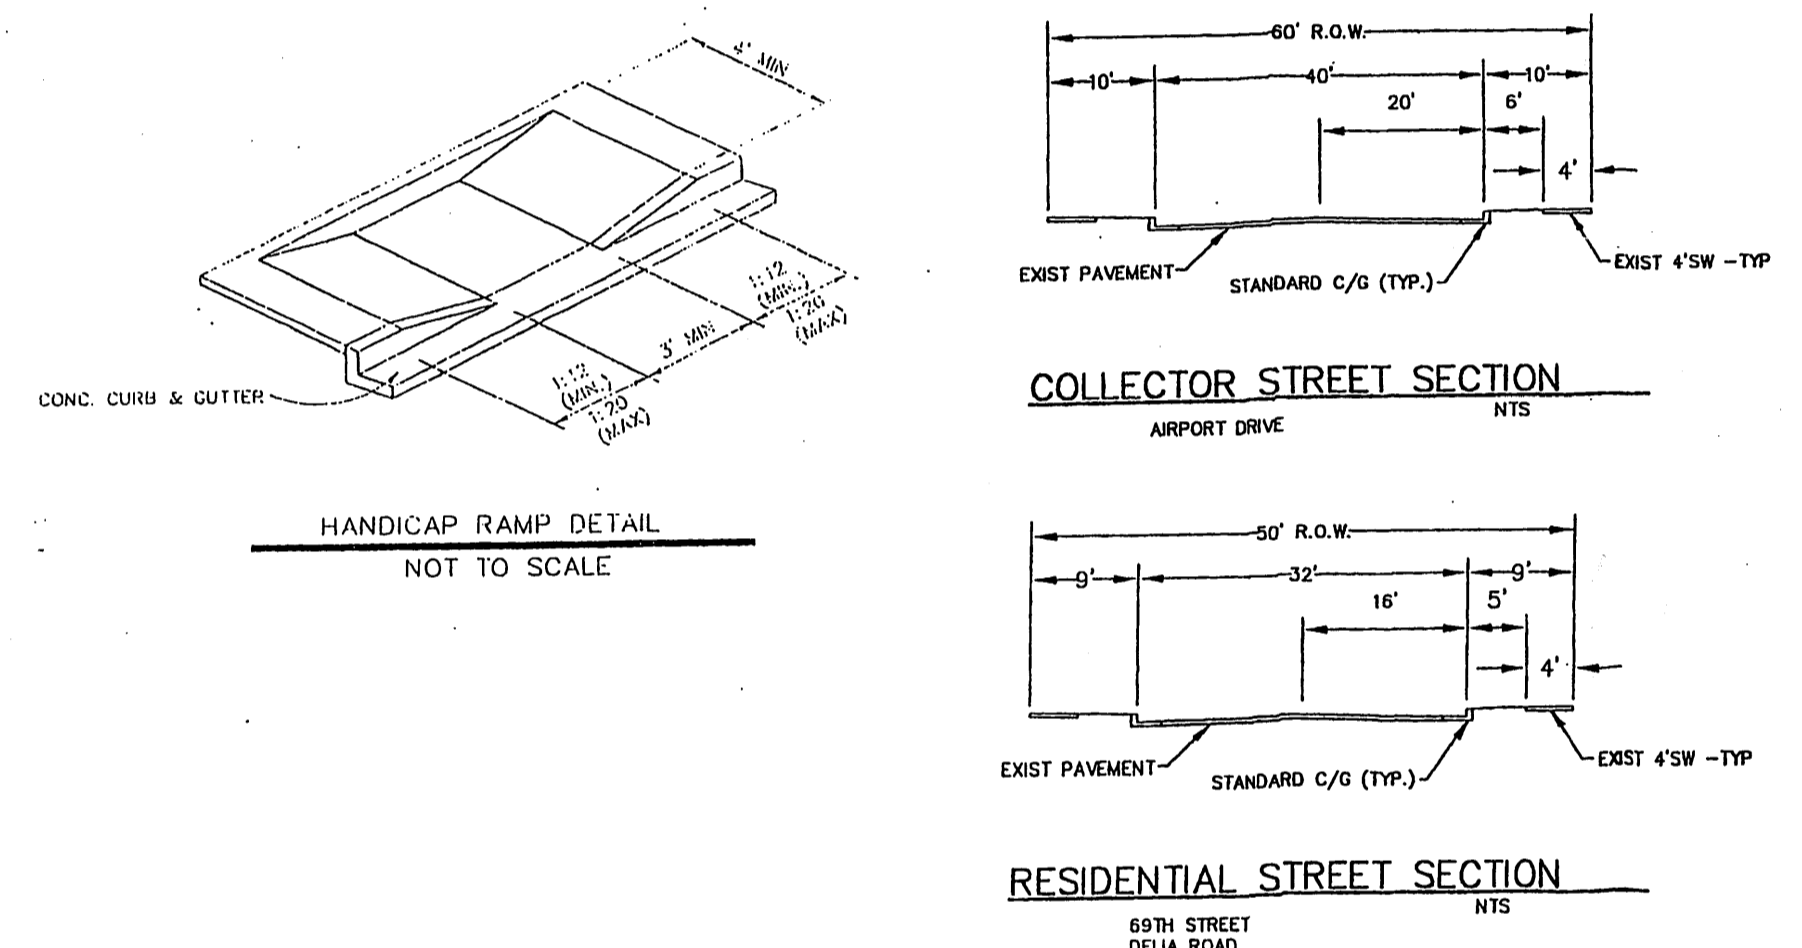 4' MIN
1:12
(MIN.)
1:20
(MAX)
3' MIN
1:12
(MIN.)
1:20
(MAX)
CONC. CURB & GUTTER
HANDICAP RAMP DETAIL
NOT TO SCALE
60' R.O.W.
10'
40'
10'
20'
6'
4'
EXIST PAVEMENT
STANDARD C/G (TYP.)
EXIST 4'SW -TYP
COLLECTOR STREET SECTION
NTS
AIRPORT DRIVE
50' R.O.W.
9'
32'
9'
16'
5'
4'
EXIST PAVEMENT
STANDARD C/G (TYP.)
EXIST 4'SW -TYP
RESIDENTIAL STREET SECTION
NTS
69TH STREET
DELIA ROAD